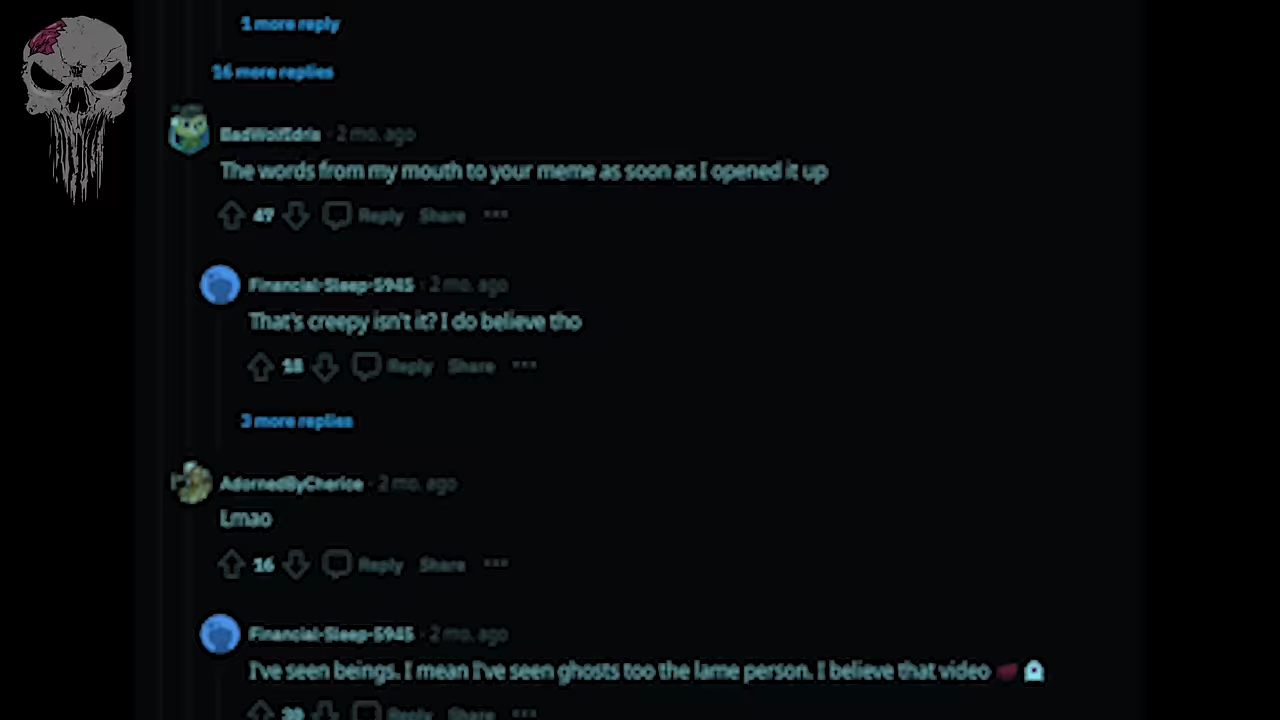 1 more reply
16 more replies
BadWolfIdris · 2 mo. ago
The words from my mouth to your meme as soon as I opened it up
47 Reply Share ···
Financial-Sleep-5945 · 2 mo. ago
That's creepy isn't it? I do believe tho
18 Reply Share ···
3 more replies
AdornedByCherice · 2 mo. ago
Lmao
16 Reply Share ···
Financial-Sleep-5945 · 2 mo. ago
I've seen beings. I mean I've seen ghosts too the lame person. I believe that video
Reply Share ···